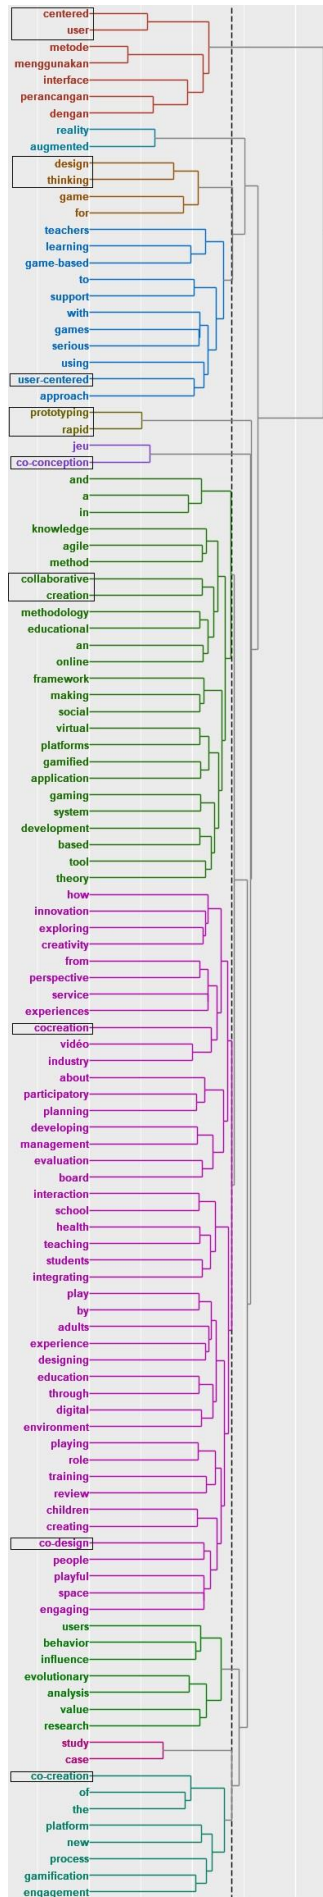 centered
user
metode
menggunakan
interface
perancangan
dengan
reality
augmented
design
thinking
game
for
teachers
learning
game-based
to
support
with
games
serious
using
user-centered
approach
prototyping
rapid
jeu
co-conception
and
a
in
knowledge
agile
method
collaborative
creation
methodology
educational
an
online
framework
making
social
virtual
platforms
gamified
application
gaming
system
development
based
tool
theory
how
innovation
exploring
creativity
from
perspective
service
experiences
cocreation
vidéo
industry
about
participatory
planning
developing
management
evaluation
board
interaction
school
health
teaching
students
integrating
play
by
adults
experience
designing
education
through
digital
environment
playing
role
training
review
children
creating
co-design
people
playful
space
engaging
users
behavior
influence
evolutionary
analysis
value
research
study
case
co-creation
of
the
platform
new
process
gamification
engagement